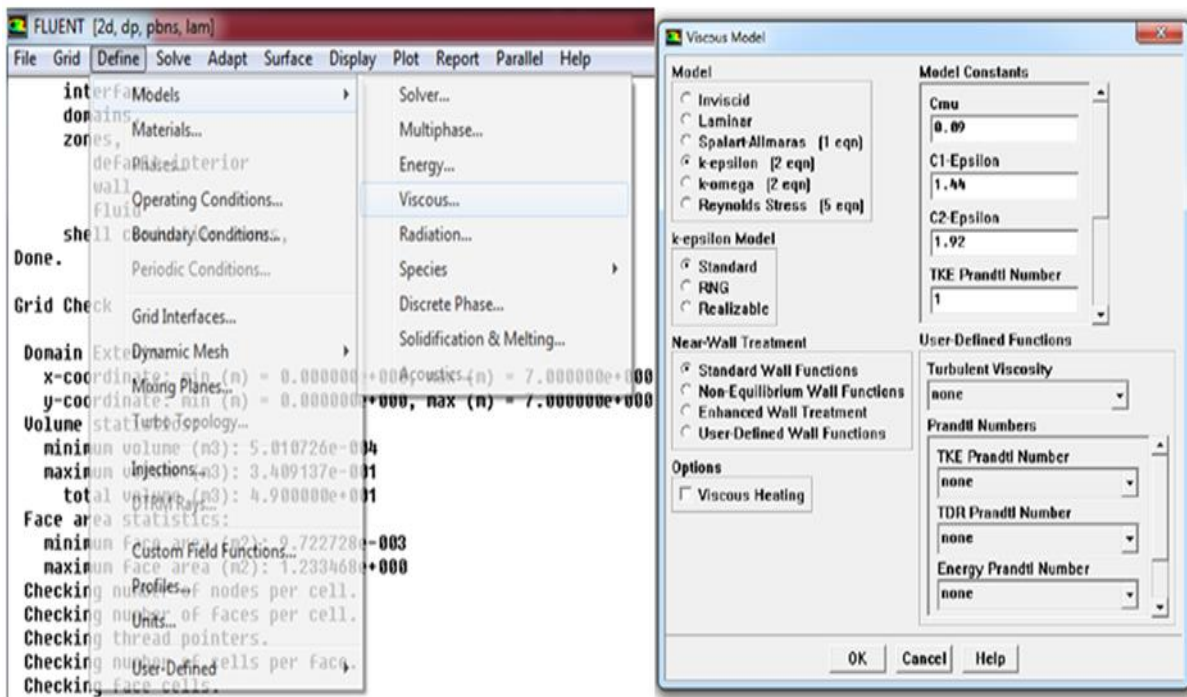 FLUENT [2d, dp, pbns, lam]
File Grid Define Solve Adapt Surface Display Plot Report Parallel Help
Models
Materials...
Phases...
Operating Conditions...
Boundary Conditions...
Periodic Conditions...
Grid Interfaces...
Dynamic Mesh
Mixing Planes...
Turbo Topology...
Injections...
DTRM Rays...
Custom Field Functions...
Profiles...
Units...
User-Defined
Solver...
Multiphase...
Energy...
Viscous...
Radiation...
Species
Discrete Phase...
Solidification & Melting...
Acoustics...
domains,
zones,
default-interior
wall
fluid
Done.
Grid Check
Domain Extents:
x-coordinate: min (m) = 0.000000e+000, max (m) = 7.000000e+000
y-coordinate: min (m) = 0.000000e+000, max (m) = 7.000000e+000
Volume statistics:
minimum volume (m3): 5.010726e-004
maximum volume (m3): 3.409137e-001
total volume (m3): 4.900000e+001
Face area statistics:
minimum face area (m2): 9.722728e-003
maximum face area (m2): 1.233468e+000
Checking number of nodes per cell.
Checking number of faces per cell.
Checking thread pointers.
Checking number of cells per face.
Checking face cells.
Viscous Model
Model
Inviscid
Laminar
Spalart-Allmaras (1 eqn)
k-epsilon (2 eqn)
k-omega (2 eqn)
Reynolds Stress (5 eqn)
k-epsilon Model
Standard
RNG
Realizable
Near-Wall Treatment
Standard Wall Functions
Non-Equilibrium Wall Functions
Enhanced Wall Treatment
User-Defined Wall Functions
Options
Viscous Heating
Model Constants
Cmu
0.09
C1-Epsilon
1.44
C2-Epsilon
1.92
TKE Prandtl Number
1
User-Defined Functions
Turbulent Viscosity
none
Prandtl Numbers
TKE Prandtl Number
none
TDR Prandtl Number
none
Energy Prandtl Number
none
OK Cancel Help